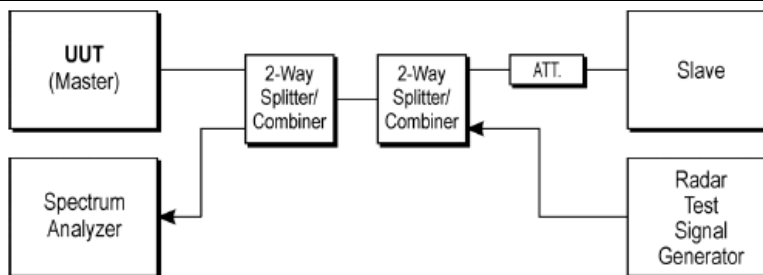 UUT
(Master)
2-Way
Splitter/
Combiner
2-Way
Splitter/
Combiner
ATT.
Slave
Spectrum
Analyzer
Radar
Test
Signal
Generator